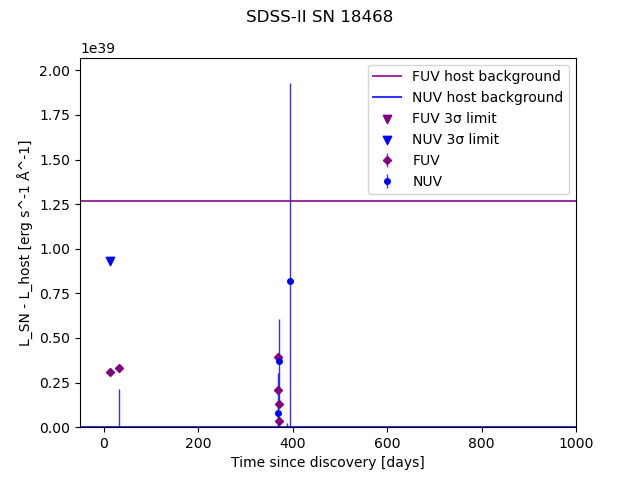 SDSS-II SN 18468
1e39
2.00
1.75
1.50
1.25
1.00
0.75
0.50
0.25
0.00
L_SN - L_host [erg s^-1 Å^-1]
FUV host background
NUV host background
FUV 3σ limit
NUV 3σ limit
FUV
NUV
0 200 400 600 800 1000
Time since discovery [days]